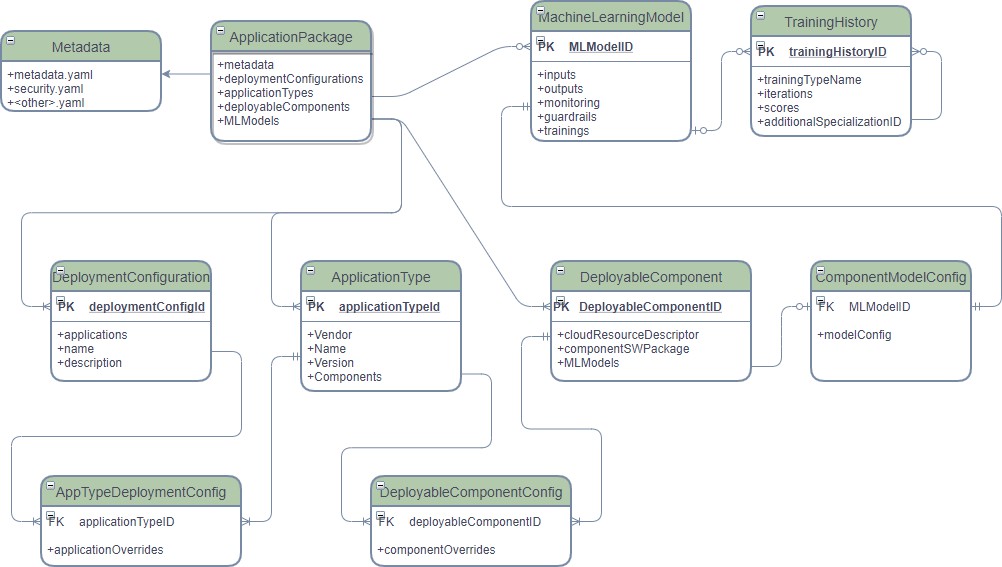 Metadata
+metadata.yaml
+security.yaml
+<other>.yaml
ApplicationPackage
+metadata
+deploymentConfigurations
+applicationTypes
+deployableComponents
+MLModels
MachineLearningModel
PK MLModelID
+inputs
+outputs
+monitoring
+guardrails
+trainings
TrainingHistory
PK trainingHistoryID
+trainingTypeName
+iterations
+scores
+additionalSpecializationID
DeploymentConfiguration
PK deploymentConfigId
+applications
+name
+description
ApplicationType
PK applicationTypeId
+Vendor
+Name
+Version
+Components
DeployableComponent
PK DeployableComponentID
+cloudResourceDescriptor
+componentSWPackage
+MLModels
ComponentModelConfig
FK MLModelID
+modelConfig
AppTypeDeploymentConfig
FK applicationTypeID
+applicationOverrides
DeployableComponentConfig
FK deployableComponentID
+componentOverrides